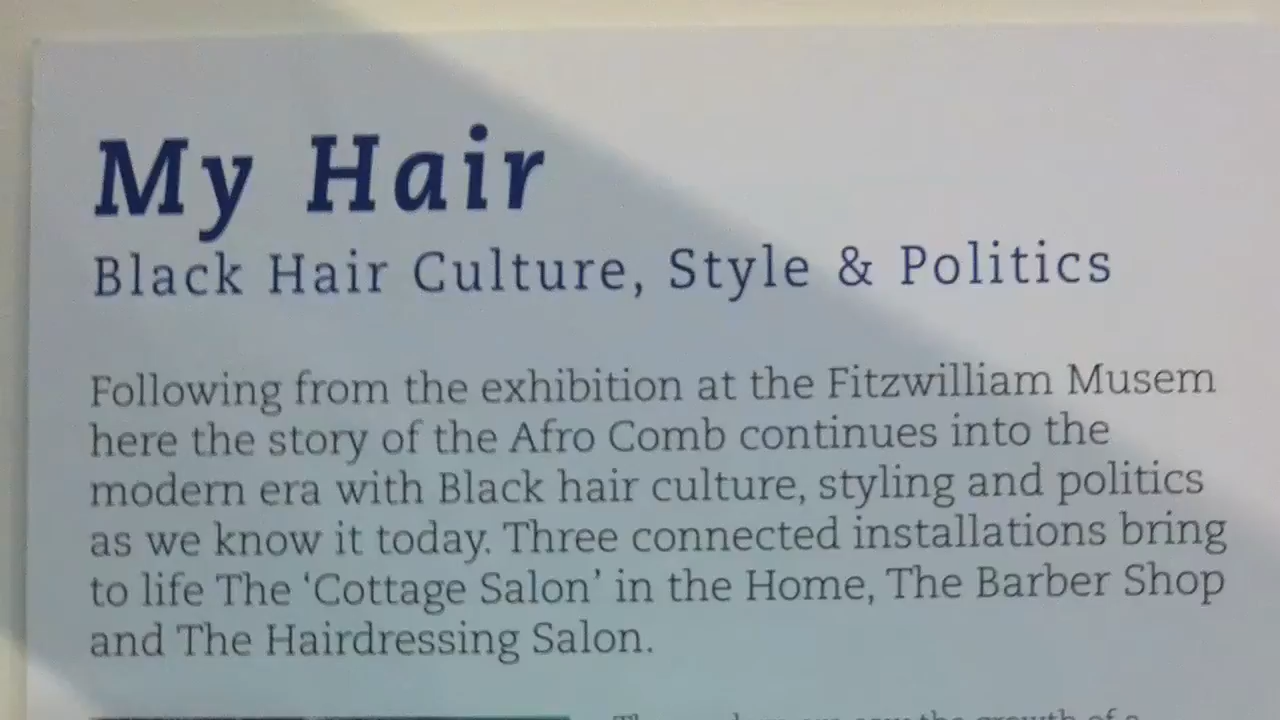 My Hair
Black Hair Culture, Style & Politics
Following from the exhibition at the Fitzwilliam Musem
here the story of the Afro Comb continues into the
modern era with Black hair culture, styling and politics
as we know it today. Three connected installations bring
to life The ‘Cottage Salon’ in the Home, The Barber Shop
and The Hairdressing Salon.
the growth of a